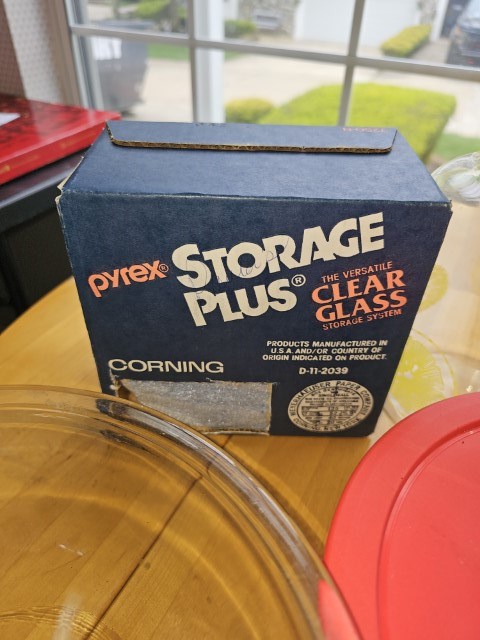 pyrex®
STORAGE
PLUS®
THE VERSATILE
CLEAR
GLASS
STORAGE SYSTEM
PRODUCTS MANUFACTURED IN
U.S.A. AND/OR COUNTRY OF
ORIGIN INDICATED ON PRODUCT.
CORNING
D-11-2039